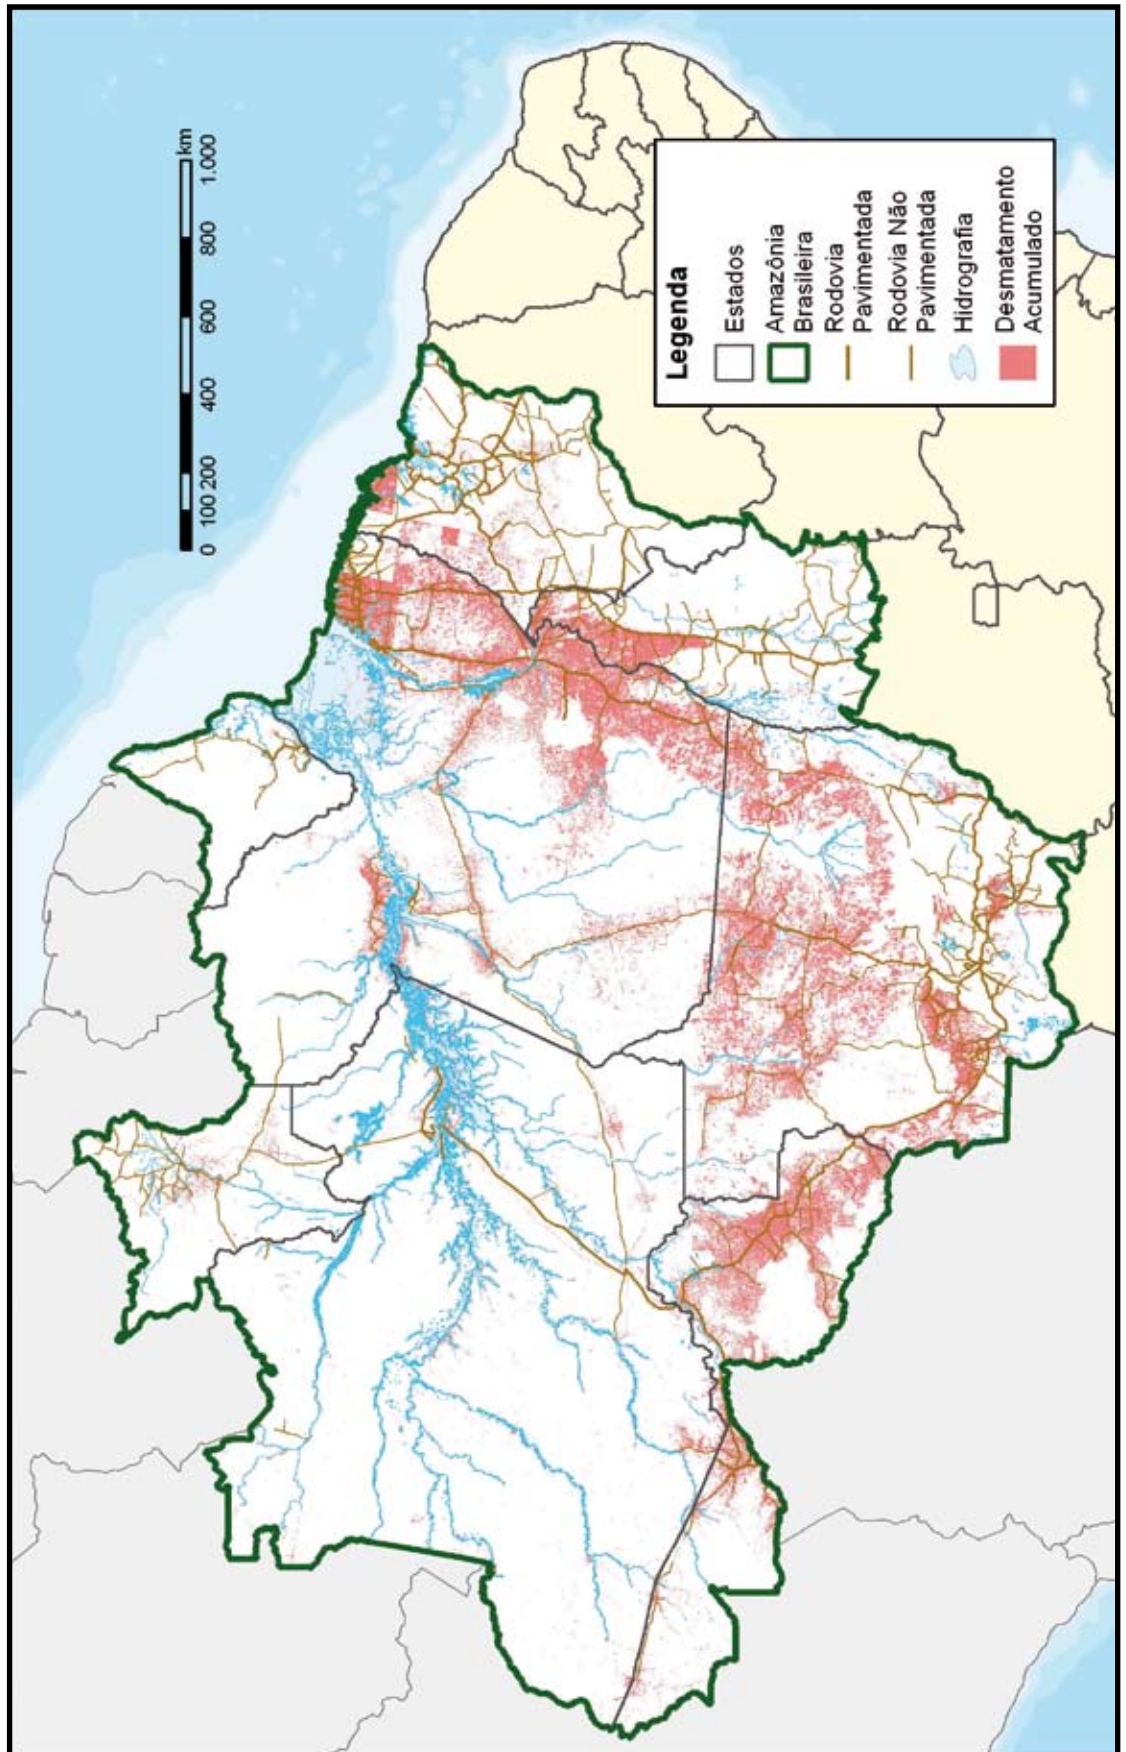 0 100 200 400 600 800 1.000 km
Legenda
Estados
Amazônia
Brasileira
Rodovia
Pavimentada
Rodovia Não
Pavimentada
Hidrografia
Desmatamento
Acumulado